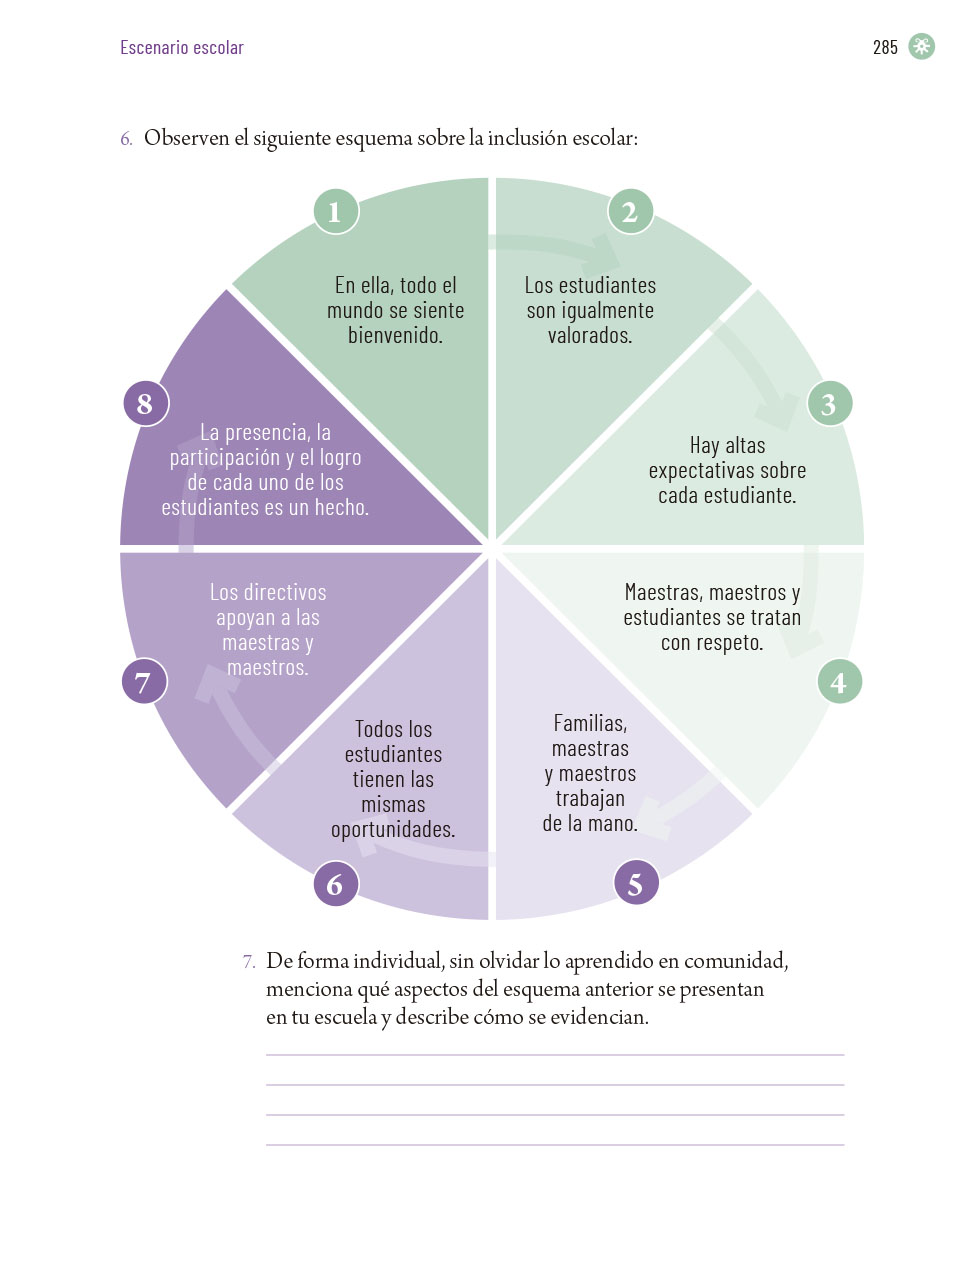 Escenario escolar
285
6. Observen el siguiente esquema sobre la inclusión escolar:
1
En ella, todo el
mundo se siente
bienvenido.
2
Los estudiantes
son igualmente
valorados.
3
Hay altas
expectativas sobre
cada estudiante.
4
Maestras, maestros y
estudiantes se tratan
con respeto.
5
Familias,
maestras
y maestros
trabajan
de la mano.
6
Todos los
estudiantes
tienen las
mismas
oportunidades.
7
Los directivos
apoyan a las
maestras y
maestros.
8
La presencia, la
participación y el logro
de cada uno de los
estudiantes es un hecho.
7. De forma individual, sin olvidar lo aprendido en comunidad,
menciona qué aspectos del esquema anterior se presentan
en tu escuela y describe cómo se evidencian.